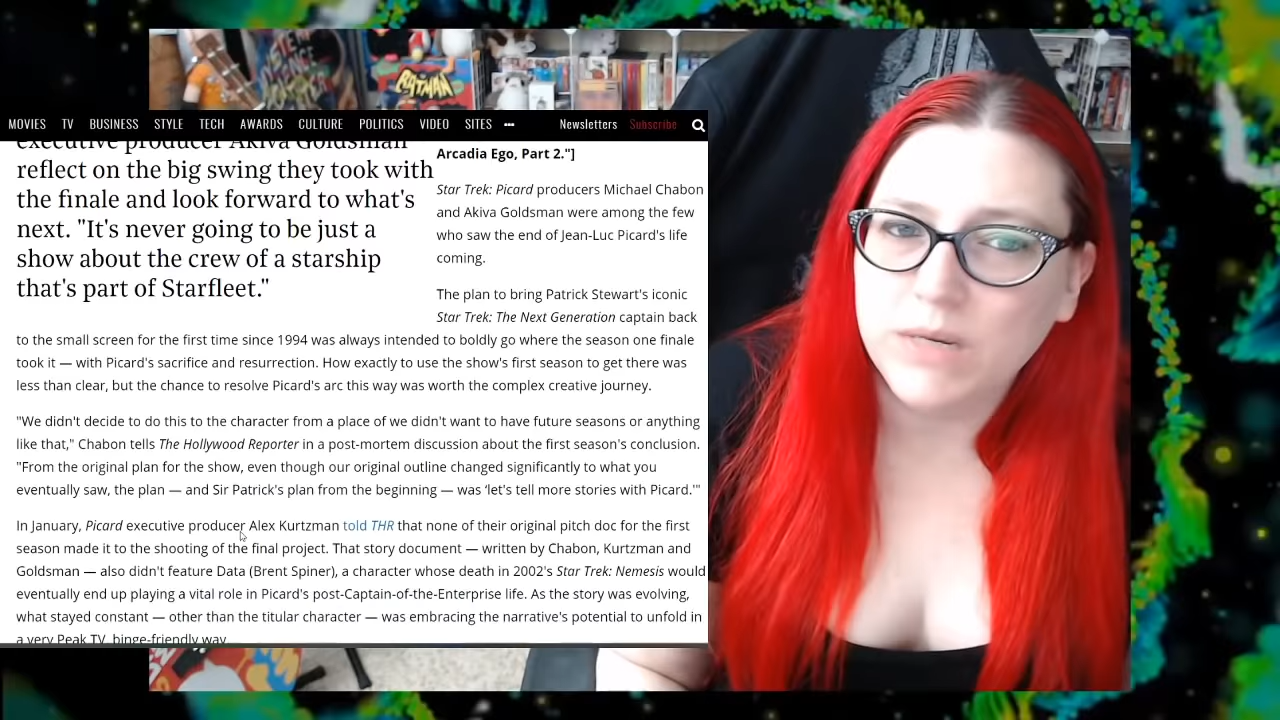 BATMAN
MOVIES TV BUSINESS STYLE TECH AWARDS CULTURE POLITICS VIDEO SITES ••• Newsletters Subscribe
executive producer Akiva Goldsman
reflect on the big swing they took with
the finale and look forward to what's
next. "It's never going to be just a
show about the crew of a starship
that's part of Starfleet."
Arcadia Ego, Part 2."]
Star Trek: Picard producers Michael Chabon
and Akiva Goldsman were among the few
who saw the end of Jean-Luc Picard's life
coming.
The plan to bring Patrick Stewart's iconic
Star Trek: The Next Generation captain back
to the small screen for the first time since 1994 was always intended to boldly go where the season one finale
took it — with Picard's sacrifice and resurrection. How exactly to use the show's first season to get there was
less than clear, but the chance to resolve Picard's arc this way was worth the complex creative journey.
"We didn't decide to do this to the character from a place of we didn't want to have future seasons or anything
like that," Chabon tells The Hollywood Reporter in a post-mortem discussion about the first season's conclusion.
"From the original plan for the show, even though our original outline changed significantly to what you
eventually saw, the plan — and Sir Patrick's plan from the beginning — was ‘let's tell more stories with Picard.'"
In January, Picard executive producer Alex Kurtzman told THR that none of their original pitch doc for the first
season made it to the shooting of the final project. That story document — written by Chabon, Kurtzman and
Goldsman — also didn't feature Data (Brent Spiner), a character whose death in 2002's Star Trek: Nemesis would
eventually end up playing a vital role in Picard's post-Captain-of-the-Enterprise life. As the story was evolving,
what stayed constant — other than the titular character — was embracing the narrative's potential to unfold in
a very Peak TV, binge-friendly way.